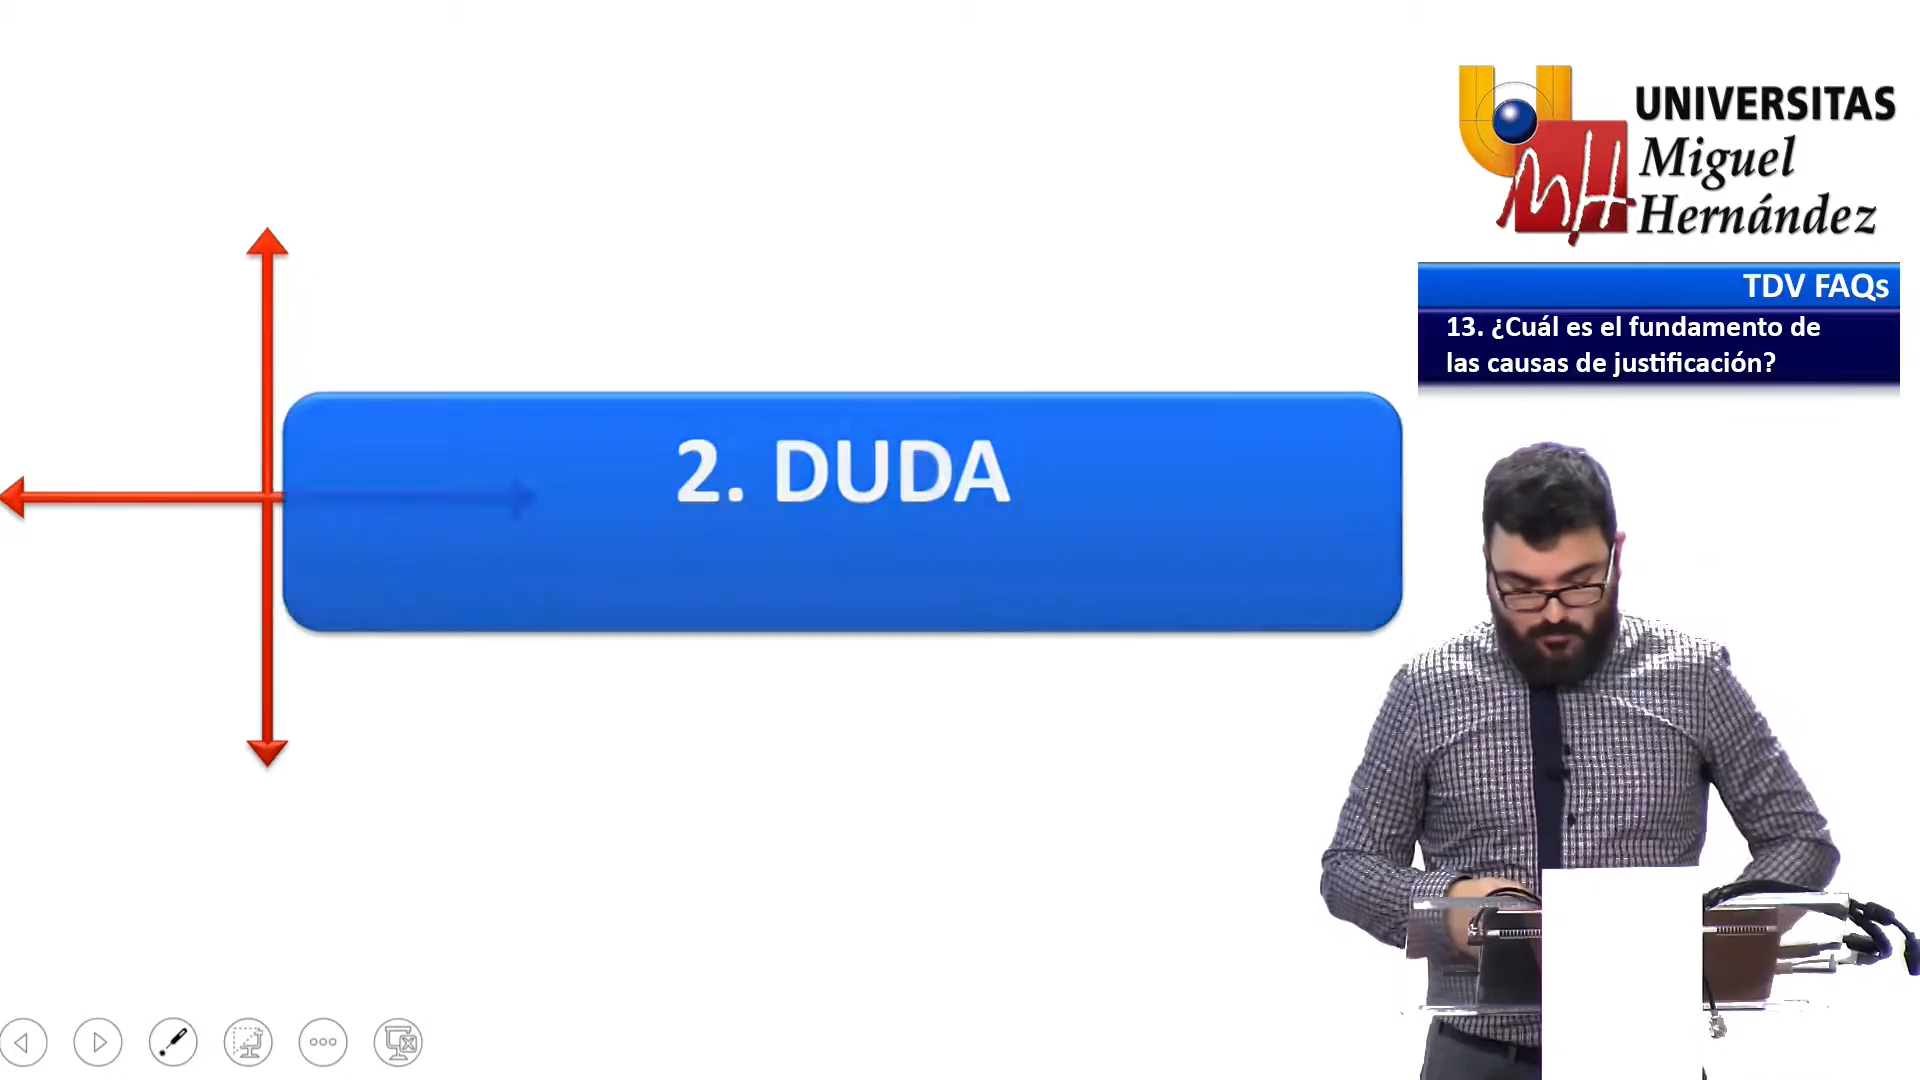 UNIVERSITAS
Miguel
Hernández
TDV FAQs
13. ¿Cuál es el fundamento de
las causas de justificación?
2. DUDA